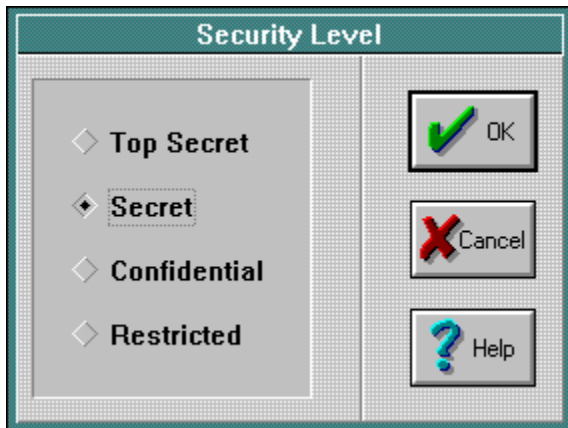 Security Level
Top Secret
Secret
Confidential
Restricted
OK
Cancel
Help